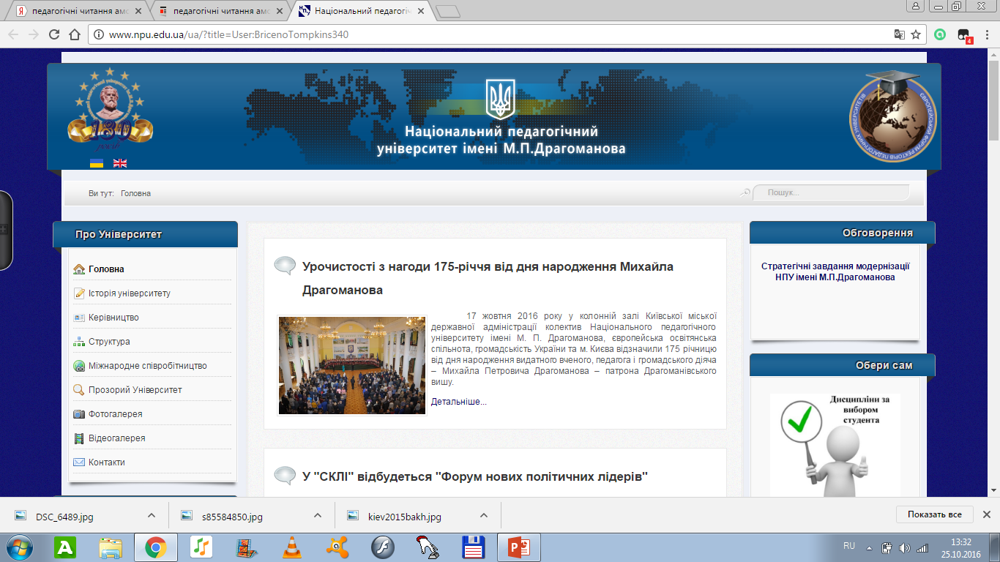 педагогічні читання амо
педагогічні читання амо
Національний педагогіч
www.npu.edu.ua/ua/?title=User:BricenoTompkins340
4
130
років
ЄВРОПЕЙСЬКИЙ ФОРУМ РЕКТОРІВ ПЕДАГОГІЧНИХ УНІВЕРСИТЕТІВ
Національний педагогічний
університет імені М.П.Драгоманова
Ви тут: Головна
Пошук...
Про Університет
Головна
Історія університету
Керівництво
Структура
Міжнародне співробітництво
Прозорий Університет
Фотогалерея
Відеогалерея
Контакти
Урочистості з нагоди 175-річчя від дня народження Михайла
Драгоманова
17 жовтня 2016 року у колонній залі Київської міської
державної адміністрації колектив Національного педагогічного
університету імені М. П. Драгоманова, європейська освітянська
спільнота, громадськість України та м. Києва відзначили 175 річницю
від дня народження видатного вченого, педагога і громадського діяча
– Михайла Петровича Драгоманова – патрона Драгоманівського
вишу.
Детальніше...
У "СКЛІ" відбудеться "Форум нових політичних лідерів"
Обговорення
Стратегічні завдання модернізації
НПУ імені М.П.Драгоманова
Обери сам
Дисципліни за
вибором
студента
DSC_6489.jpg
s85584850.jpg
kiev2015bakh.jpg
Показать все
RU
13:32
25.10.2016